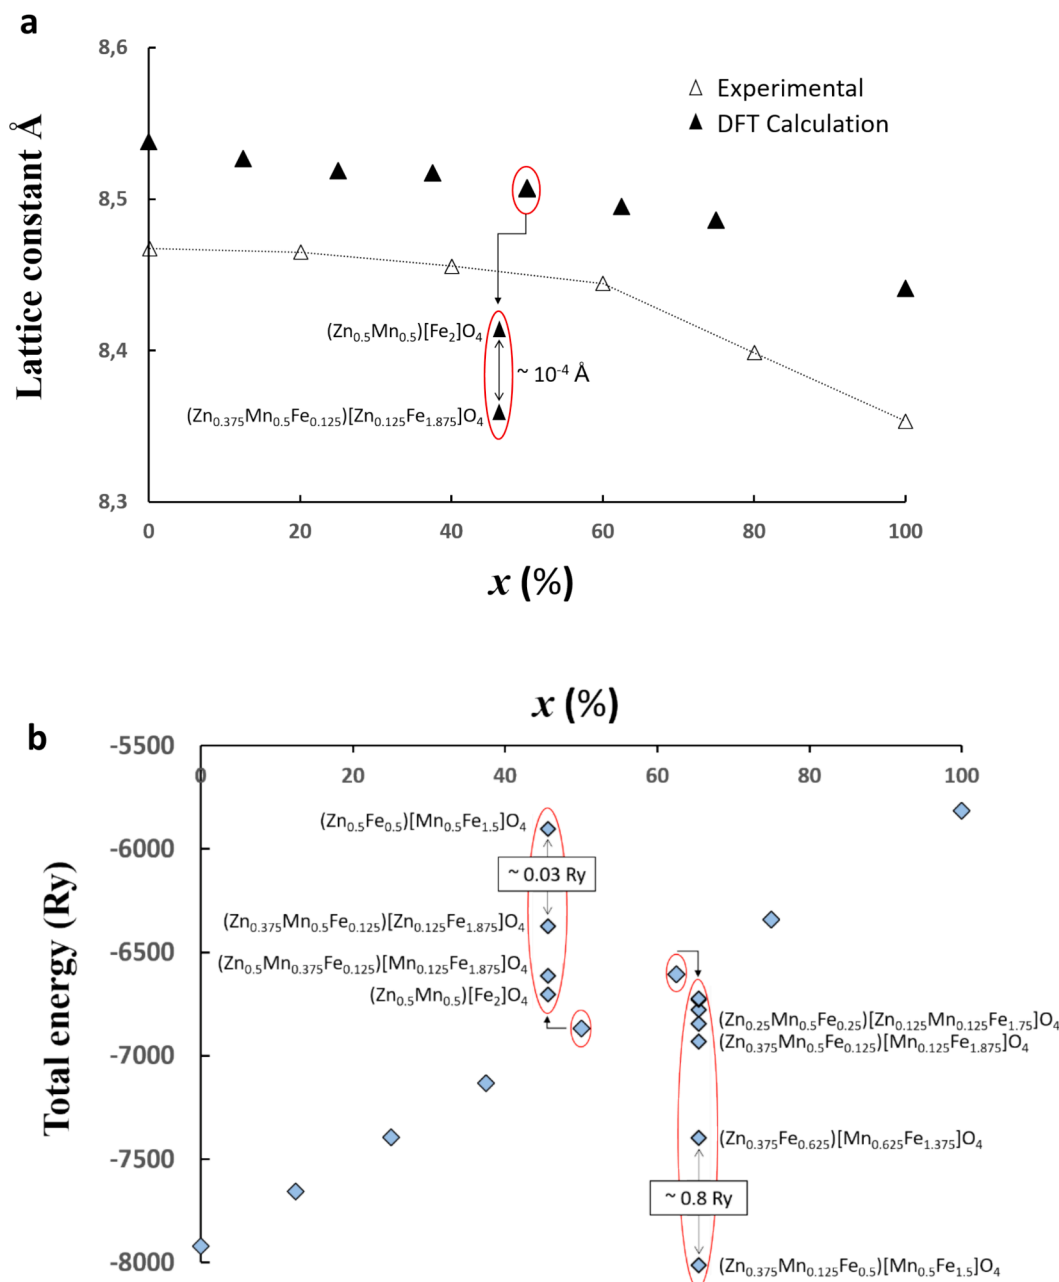 a
8,6
Experimental
DFT Calculation
8,5
(Zn0.5Mn0.5)[Fe2]O4
~ 10-4 Å
8,4
(Zn0.375Mn0.5Fe0.125)[Zn0.125Fe1.875]O4
8,3
Lattice constant Å
0 20 40 60 80 100
x (%)
x (%)
b
-5500
0 20 40 60 80 100
(Zn0.5Fe0.5)[Mn0.5Fe1.5]O4
-6000
~ 0.03 Ry
(Zn0.375Mn0.5Fe0.125)[Zn0.125Fe1.875]O4
-6500
(Zn0.5Mn0.375Fe0.125)[Mn0.125Fe1.875]O4
(Zn0.5Mn0.5)[Fe2]O4
(Zn0.25Mn0.5Fe0.25)[Zn0.125Mn0.125Fe1.75]O4
(Zn0.375Mn0.5Fe0.125)[Mn0.125Fe1.875]O4
-7000
(Zn0.375Fe0.625)[Mn0.625Fe1.375]O4
-7500
~ 0.8 Ry
(Zn0.375Mn0.125Fe0.5)[Mn0.5Fe1.5]O4
-8000
Total energy (Ry)